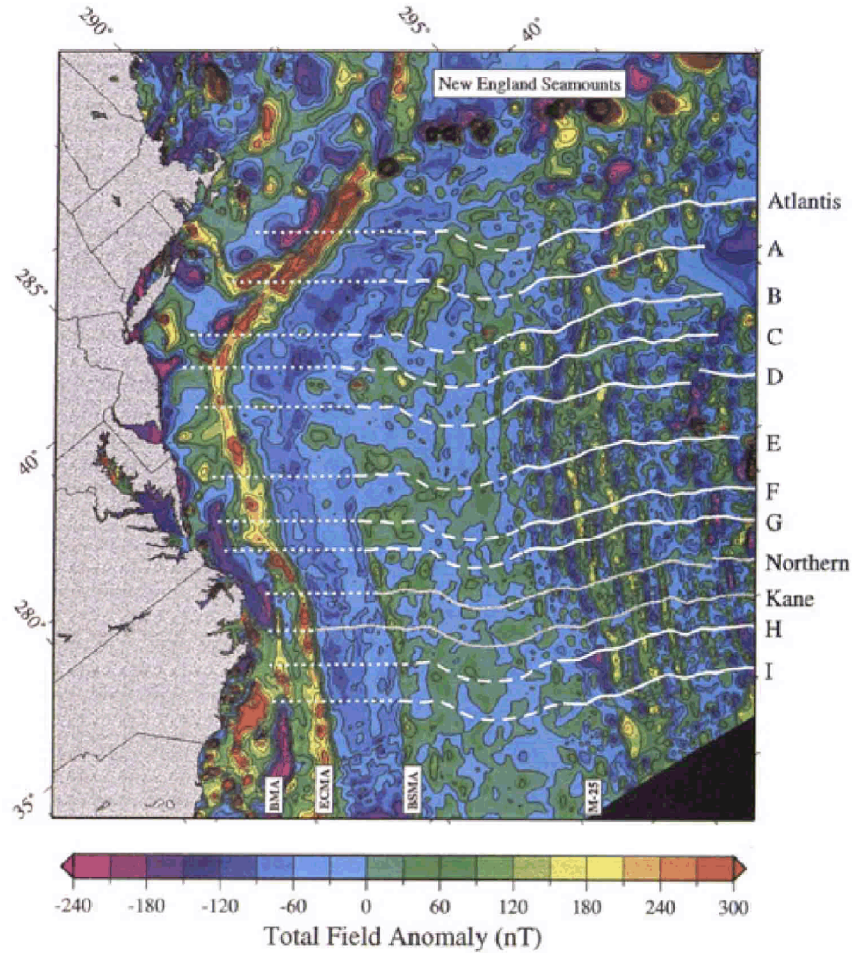 290°
295°
40°
New England Seamounts
Atlantis
A
B
285°
C
D
E
40°
F
G
Northern
Kane
280°
H
I
35°
BMA
ECMA
BSMA
M-25
-240 -180 -120 -60 0 60 120 180 240 300
Total Field Anomaly (nT)